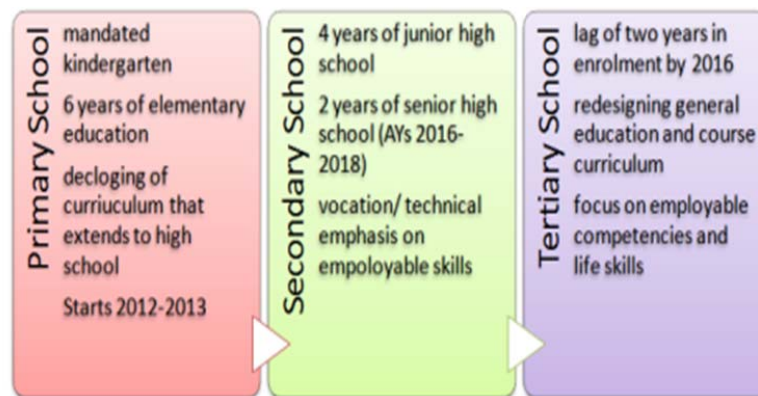 Primary School
mandated
kindergarten
6 years of elementary
education
decloging of
curriuculum that
extends to high
school
Starts 2012-2013
Secondary School
4 years of junior high
school
2 years of senior high
school (AYs 2016-
2018)
vocation/ technical
emphasis on
empoloyable skills
Tertiary School
lag of two years in
enrolment by 2016
redesigning general
education and course
curriculum
focus on employable
competencies and
life skills